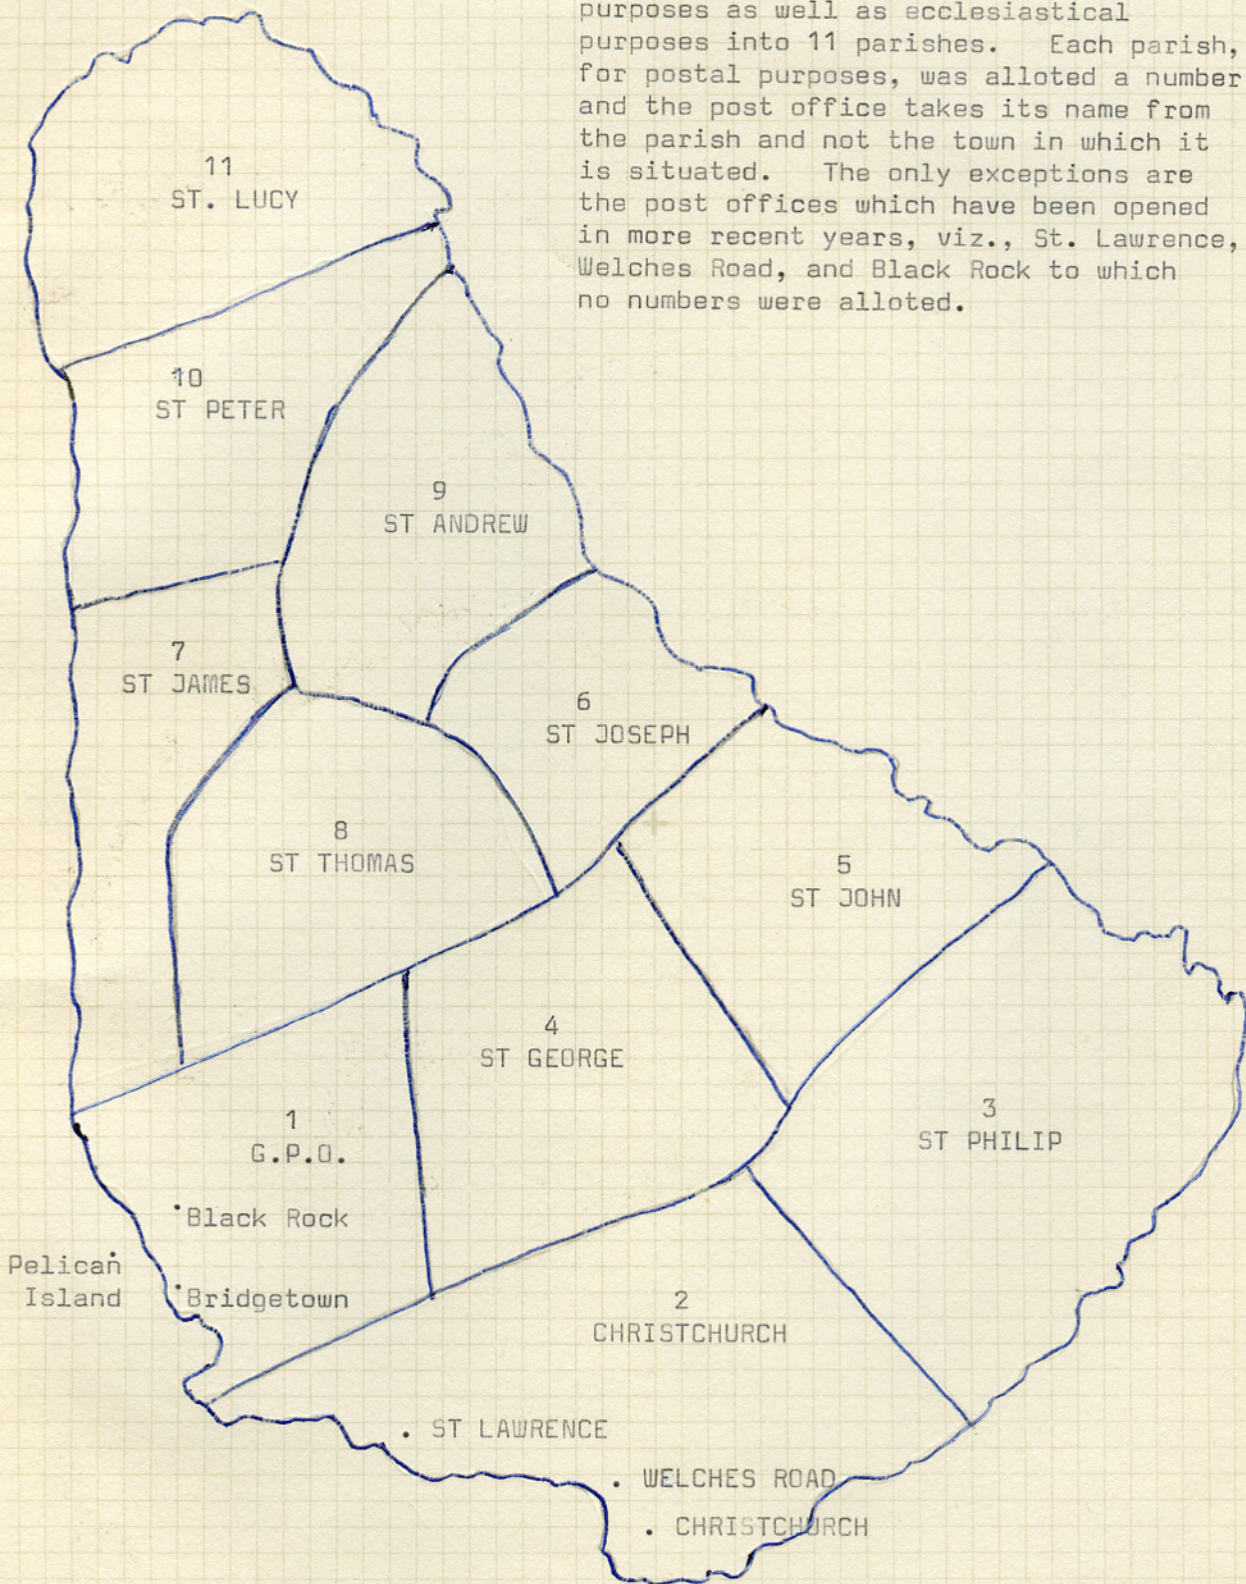 purposes as well as ecclesiastical
purposes into 11 parishes. Each parish,
for postal purposes, was alloted a number
and the post office takes its name from
the parish and not the town in which it
is situated. The only exceptions are
the post offices which have been opened
in more recent years, viz., St. Lawrence,
Welches Road, and Black Rock to which
no numbers were alloted.
11
ST. LUCY
10
ST PETER
9
ST ANDREW
7
ST JAMES
6
ST JOSEPH
8
ST THOMAS
5
ST JOHN
4
ST GEORGE
3
ST PHILIP
1
G.P.O.
Black Rock
Pelican
Island
Bridgetown
2
CHRISTCHURCH
ST LAWRENCE
WELCHES ROAD
CHRISTCHURCH